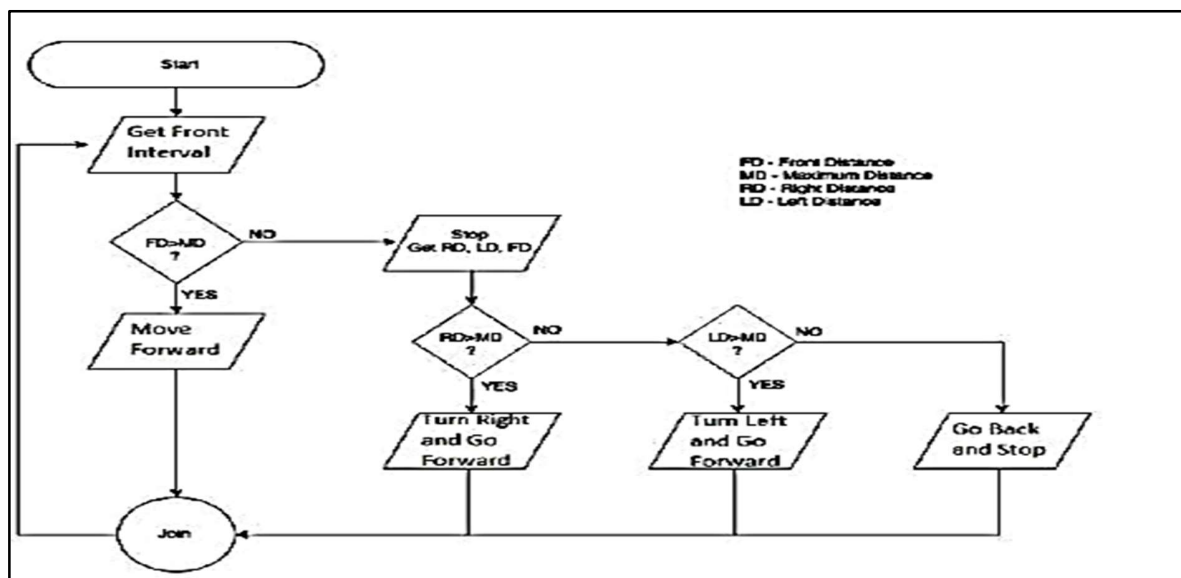 Start
Get Front
Interval
FD - Front Distance
MD - Maximum Distance
RD - Right Distance
LD - Left Distance
FD>MD
?
NO
Stop
Get RD, LD, FD
YES
Move
Forward
RD>MD
?
NO
LD>MD
?
NO
YES
YES
Turn Right
and Go
Forward
Turn Left
and Go
Forward
Go Back
and Stop
Join